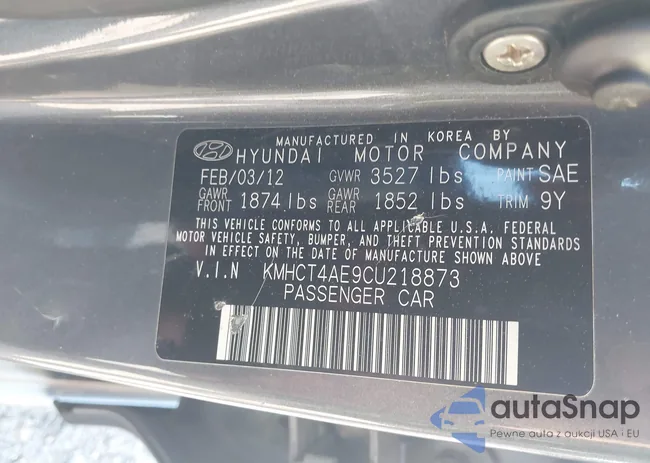 MANUFACTURED IN KOREA BY
HYUNDAI MOTOR COMPANY
FEB/03/12 GVWR 3527 lbs PAINT SAE
GAWR FRONT 1874 lbs GAWR REAR 1852 lbs TRIM 9Y
THIS VEHICLE CONFORMS TO ALL APPLICABLE U.S.A. FEDERAL
MOTOR VEHICLE SAFETY, BUMPER, AND THEFT PREVENTION STANDARDS
IN EFFECT ON THE DATE OF MANUFACTURE SHOWN ABOVE.
V.I.N KMHCT4AE9CU218873
PASSENGER CAR
autaSnap
Pewne auta z aukcji USA i EU